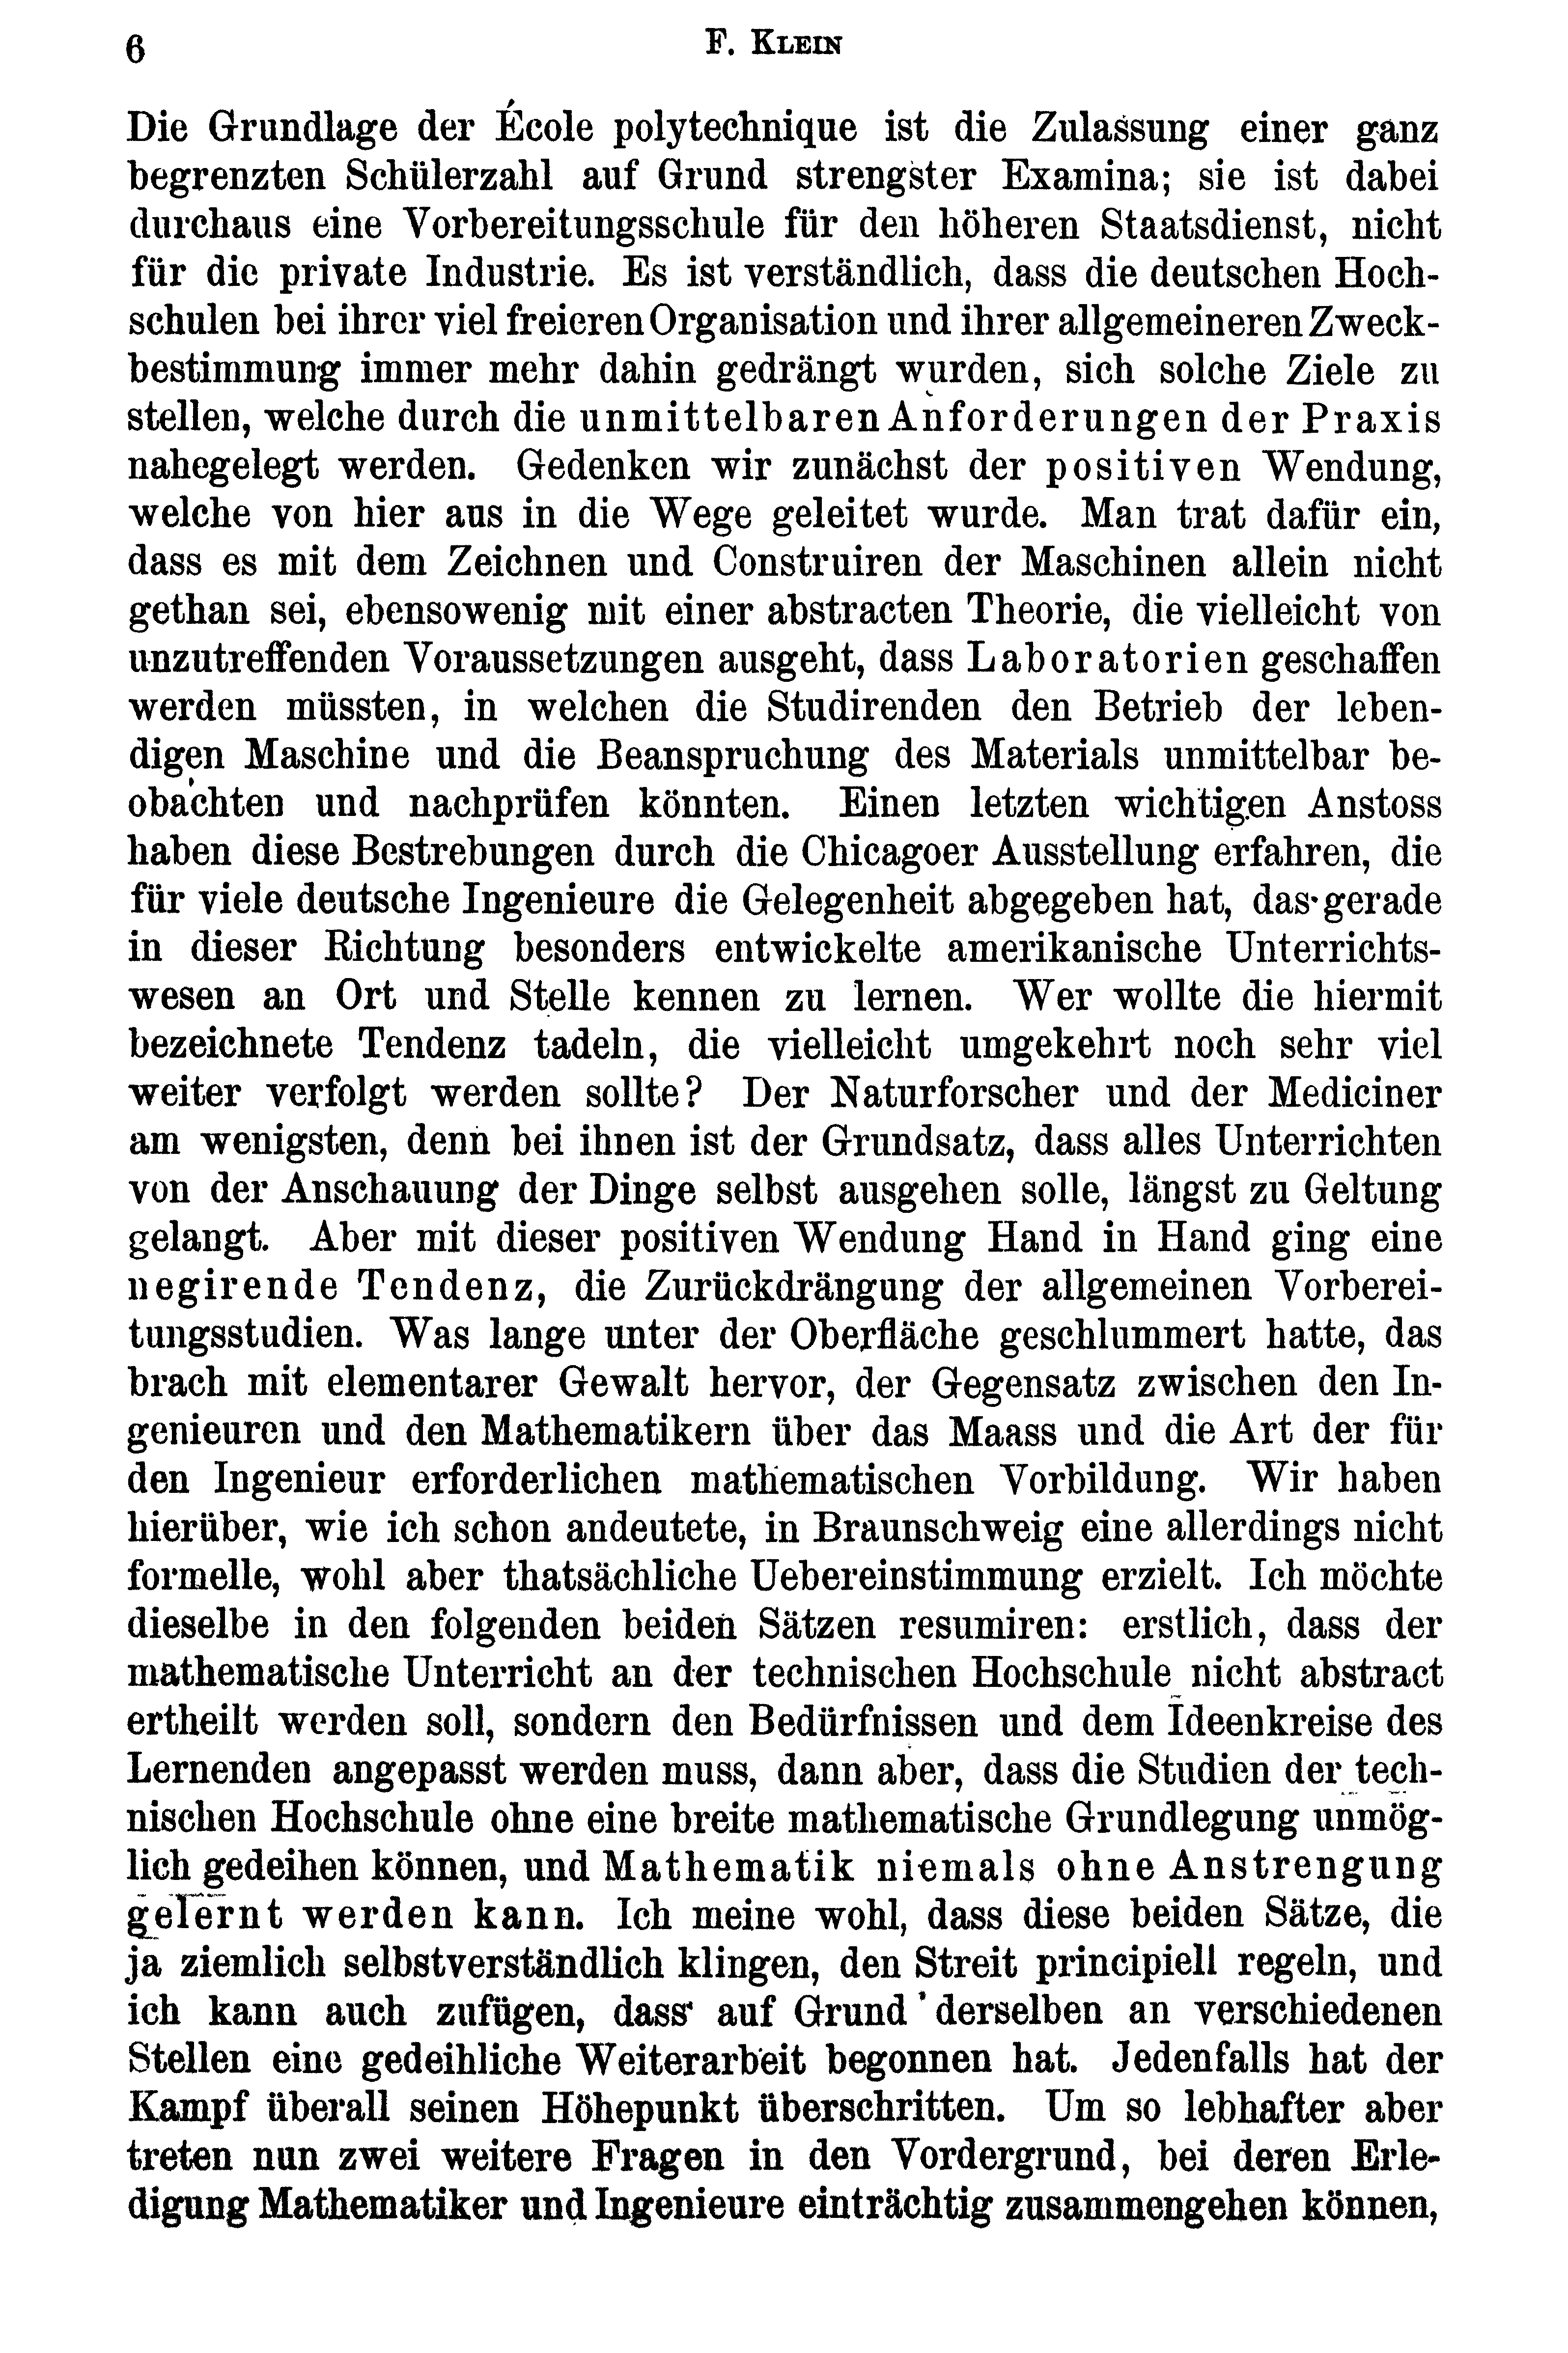 6
F. KLEIN
Die Grundlage der École polytechnique ist die Zulassung einer ganz
begrenzten Schülerzahl auf Grund strengster Examina; sie ist dabei
durchaus eine Vorbereitungsschule für den höheren Staatsdienst, nicht
für die private Industrie. Es ist verständlich, dass die deutschen Hoch-
schulen bei ihrer viel freieren Organisation und ihrer allgemeineren Zweck-
bestimmung immer mehr dahin gedrängt wurden, sich solche Ziele zu
stellen, welche durch die unmittelbaren Anforderungen der Praxis
nahegelegt werden. Gedenken wir zunächst der positiven Wendung,
welche von hier aus in die Wege geleitet wurde. Man trat dafür ein,
dass es mit dem Zeichnen und Construiren der Maschinen allein nicht
gethan sei, ebensowenig mit einer abstracten Theorie, die vielleicht von
unzutreffenden Voraussetzungen ausgeht, dass Laboratorien geschaffen
werden müssten, in welchen die Studirenden den Betrieb der leben-
digen Maschine und die Beanspruchung des Materials unmittelbar be-
obachten und nachprüfen könnten. Einen letzten wichtigen Anstoss
haben diese Bestrebungen durch die Chicagoer Ausstellung erfahren, die
für viele deutsche Ingenieure die Gelegenheit abgegeben hat, das gerade
in dieser Richtung besonders entwickelte amerikanische Unterrichts-
wesen an Ort und Stelle kennen zu lernen. Wer wollte die hiermit
bezeichnete Tendenz tadeln, die vielleicht umgekehrt noch sehr viel
weiter verfolgt werden sollte? Der Naturforscher und der Mediciner
am wenigsten, denn bei ihnen ist der Grundsatz, dass alles Unterrichten
von der Anschauung der Dinge selbst ausgehen solle, längst zu Geltung
gelangt. Aber mit dieser positiven Wendung Hand in Hand ging eine
negirende Tendenz, die Zurückdrängung der allgemeinen Vorberei-
tungsstudien. Was lange unter der Oberfläche geschlummert hatte, das
brach mit elementarer Gewalt hervor, der Gegensatz zwischen den In-
genieuren und den Mathematikern über das Maass und die Art der für
den Ingenieur erforderlichen mathematischen Vorbildung. Wir haben
hierüber, wie ich schon andeutete, in Braunschweig eine allerdings nicht
formelle, wohl aber thatsächliche Uebereinstimmung erzielt. Ich möchte
dieselbe in den folgenden beiden Sätzen resumiren: erstlich, dass der
mathematische Unterricht an der technischen Hochschule nicht abstract
ertheilt werden soll, sondern den Bedürfnissen und dem Ideenkreise des
Lernenden angepasst werden muss, dann aber, dass die Studien der tech-
nischen Hochschule ohne eine breite mathematische Grundlegung unmög-
lich gedeihen können, und Mathematik niemals ohne Anstrengung
gelernt werden kann. Ich meine wohl, dass diese beiden Sätze, die
ja ziemlich selbstverständlich klingen, den Streit principiell regeln, und
ich kann auch zufügen, dass auf Grund derselben an verschiedenen
Stellen eine gedeihliche Weiterarbeit begonnen hat. Jedenfalls hat der
Kampf überall seinen Höhepunkt überschritten. Um so lebhafter aber
treten nun zwei weitere Fragen in den Vordergrund, bei deren Erle-
digung Mathematiker und Ingenieure einträchtig zusammengehen können,